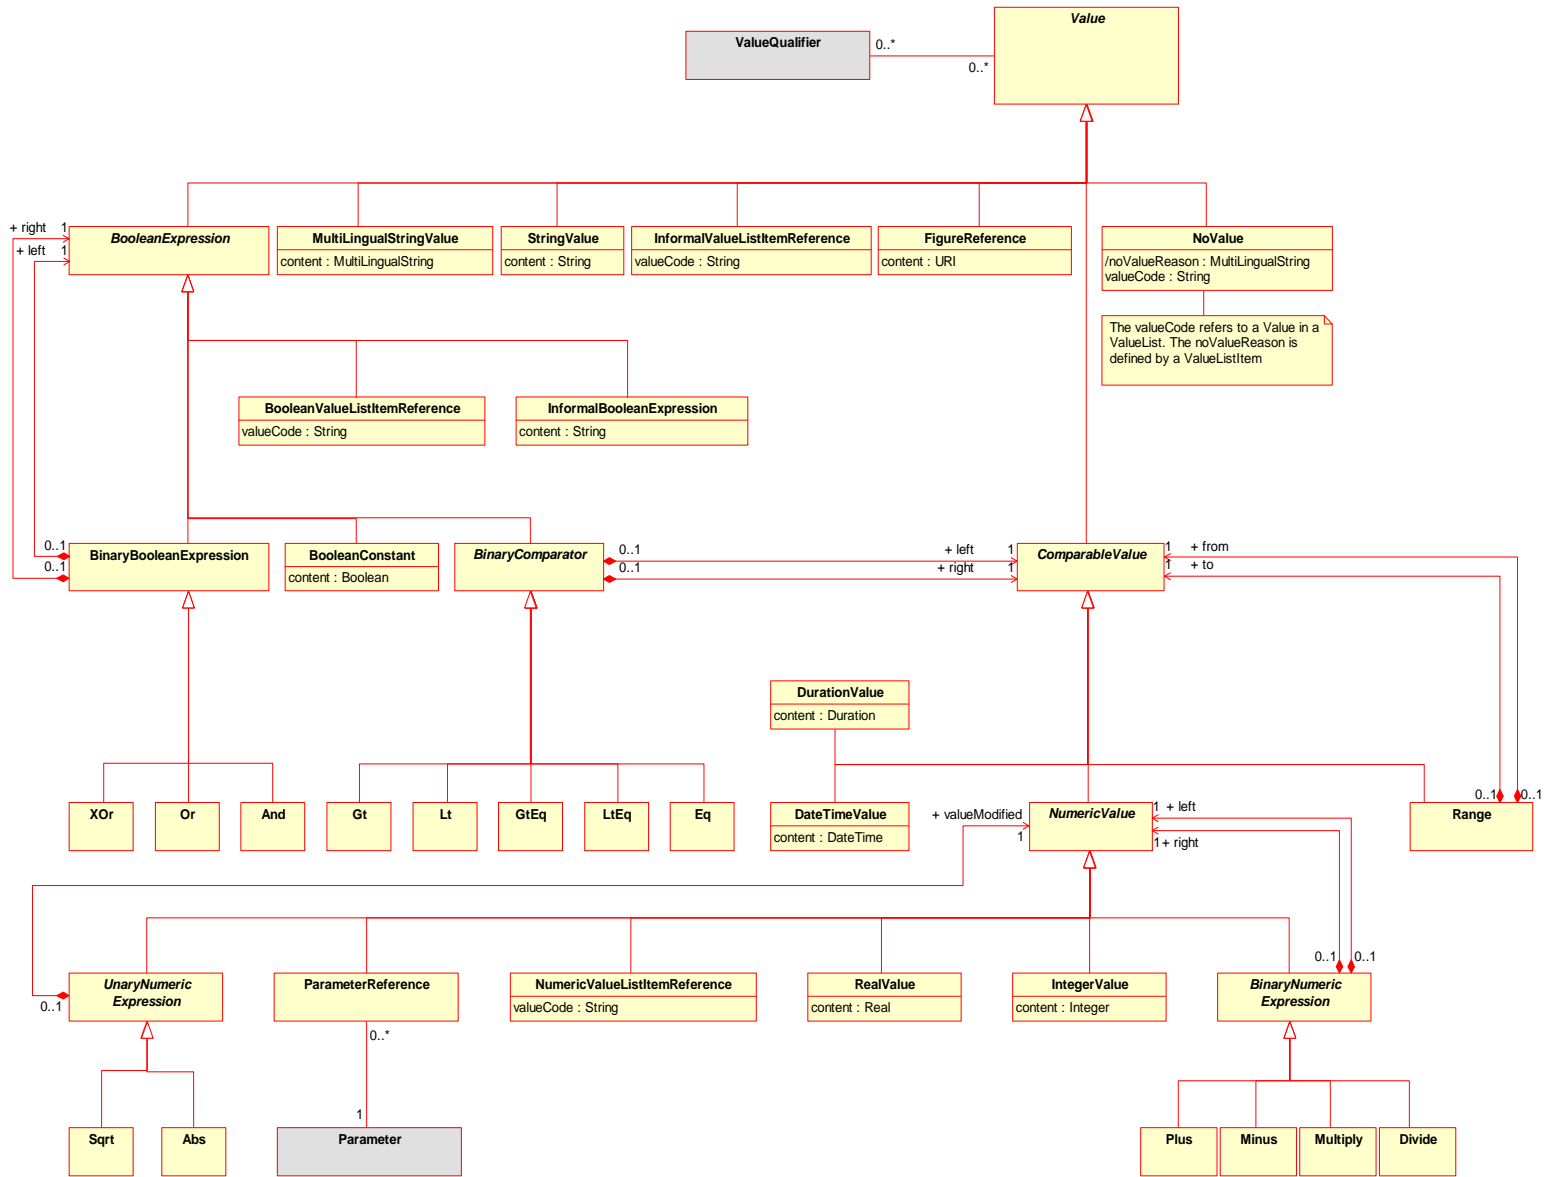 Value
ValueQualifier
0..*
0..*
+ right 1
+ left 1
BooleanExpression
MultiLingualStringValue
content : MultiLingualString
StringValue
content : String
InformalValueListItemReference
valueCode : String
FigureReference
content : URI
NoValue
/noValueReason : MultiLingualString
valueCode : String
The valueCode refers to a Value in a
ValueList. The noValueReason is
defined by a ValueListItem
BooleanValueListItemReference
valueCode : String
InformalBooleanExpression
content : String
0..1
0..1
BinaryBooleanExpression
BooleanConstant
content : Boolean
BinaryComparator
0..1
0..1
+ left 1
+ right 1
ComparableValue
1 + from
1 + to
DurationValue
content : Duration
XOr
Or
And
Gt
Lt
GtEq
LtEq
Eq
DateTimeValue
content : DateTime
+ valueModified
1
NumericValue
1 + left
1+ right
0..1
0..1
Range
UnaryNumeric
Expression
0..1
ParameterReference
0..*
NumericValueListItemReference
valueCode : String
RealValue
content : Real
IntegerValue
content : Integer
0..1
0..1
BinaryNumeric
Expression
Sqrt
Abs
1
Parameter
Plus
Minus
Multiply
Divide